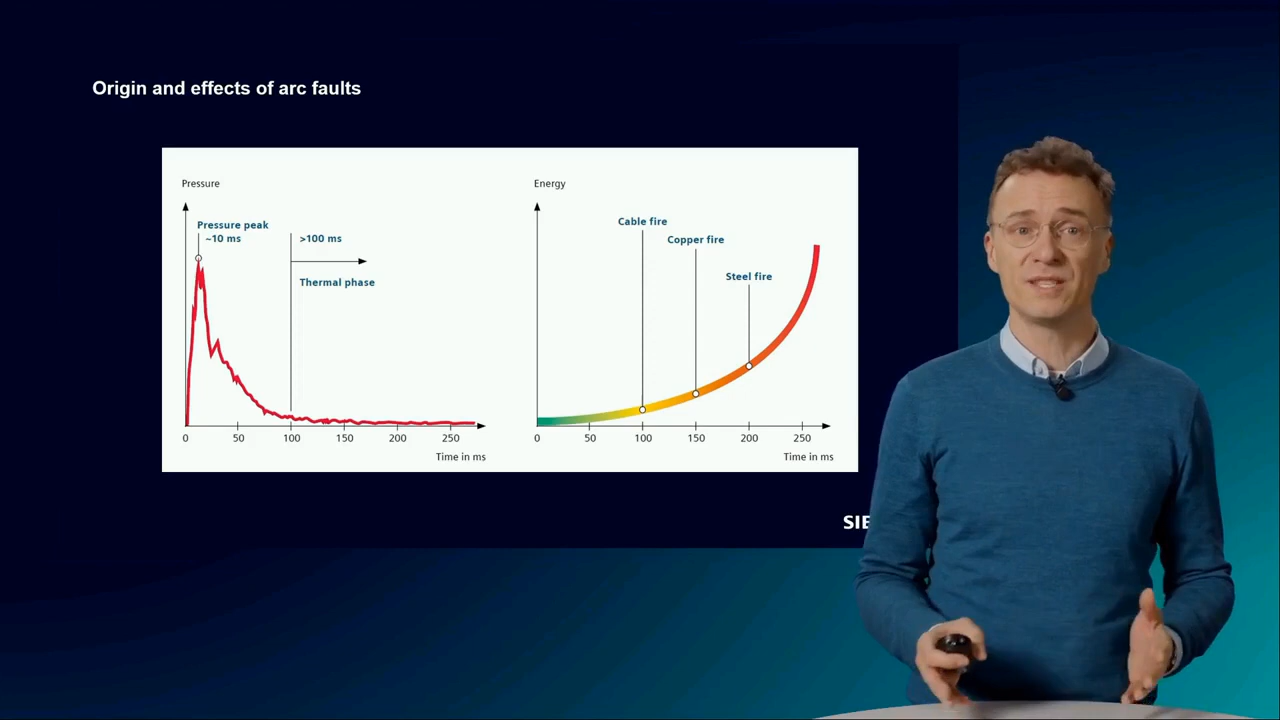 Origin and effects of arc faults
Pressure
Pressure peak
~10 ms
>100 ms
Thermal phase
0 50 100 150 200 250
Time in ms
Energy
Cable fire
Copper fire
Steel fire
0 50 100 150 200 250
Time in ms
SIE